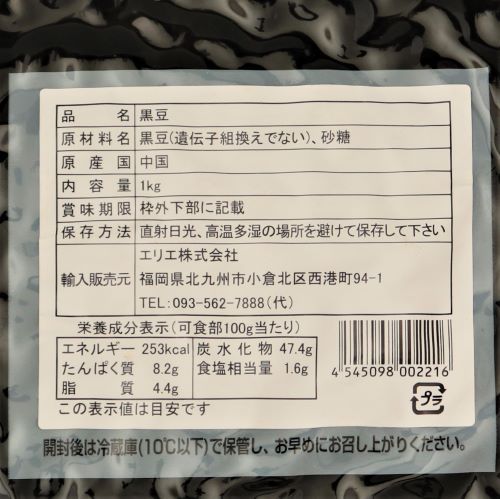 品名 黒豆
原材料名 黒豆(遺伝子組換えでない)、砂糖
原産国 中国
内容量 1kg
賞味期限 枠外下部に記載
保存方法 直射日光、高温多湿の場所を避けて保存して下さい
輸入販売元 エリエ株式会社
福岡県北九州市小倉北区西港町94-1
TEL:093-562-7888(代)
栄養成分表示(可食部100g当たり)
エネルギー 253kcal 炭水化物 47.4g
たんぱく質 8.2g 食塩相当量 1.6g
脂質 4.4g
この表示値は目安です
4 545098 002216
プラ
開封後は冷蔵庫(10℃以下)で保管し、お早めにお召し上がりください。